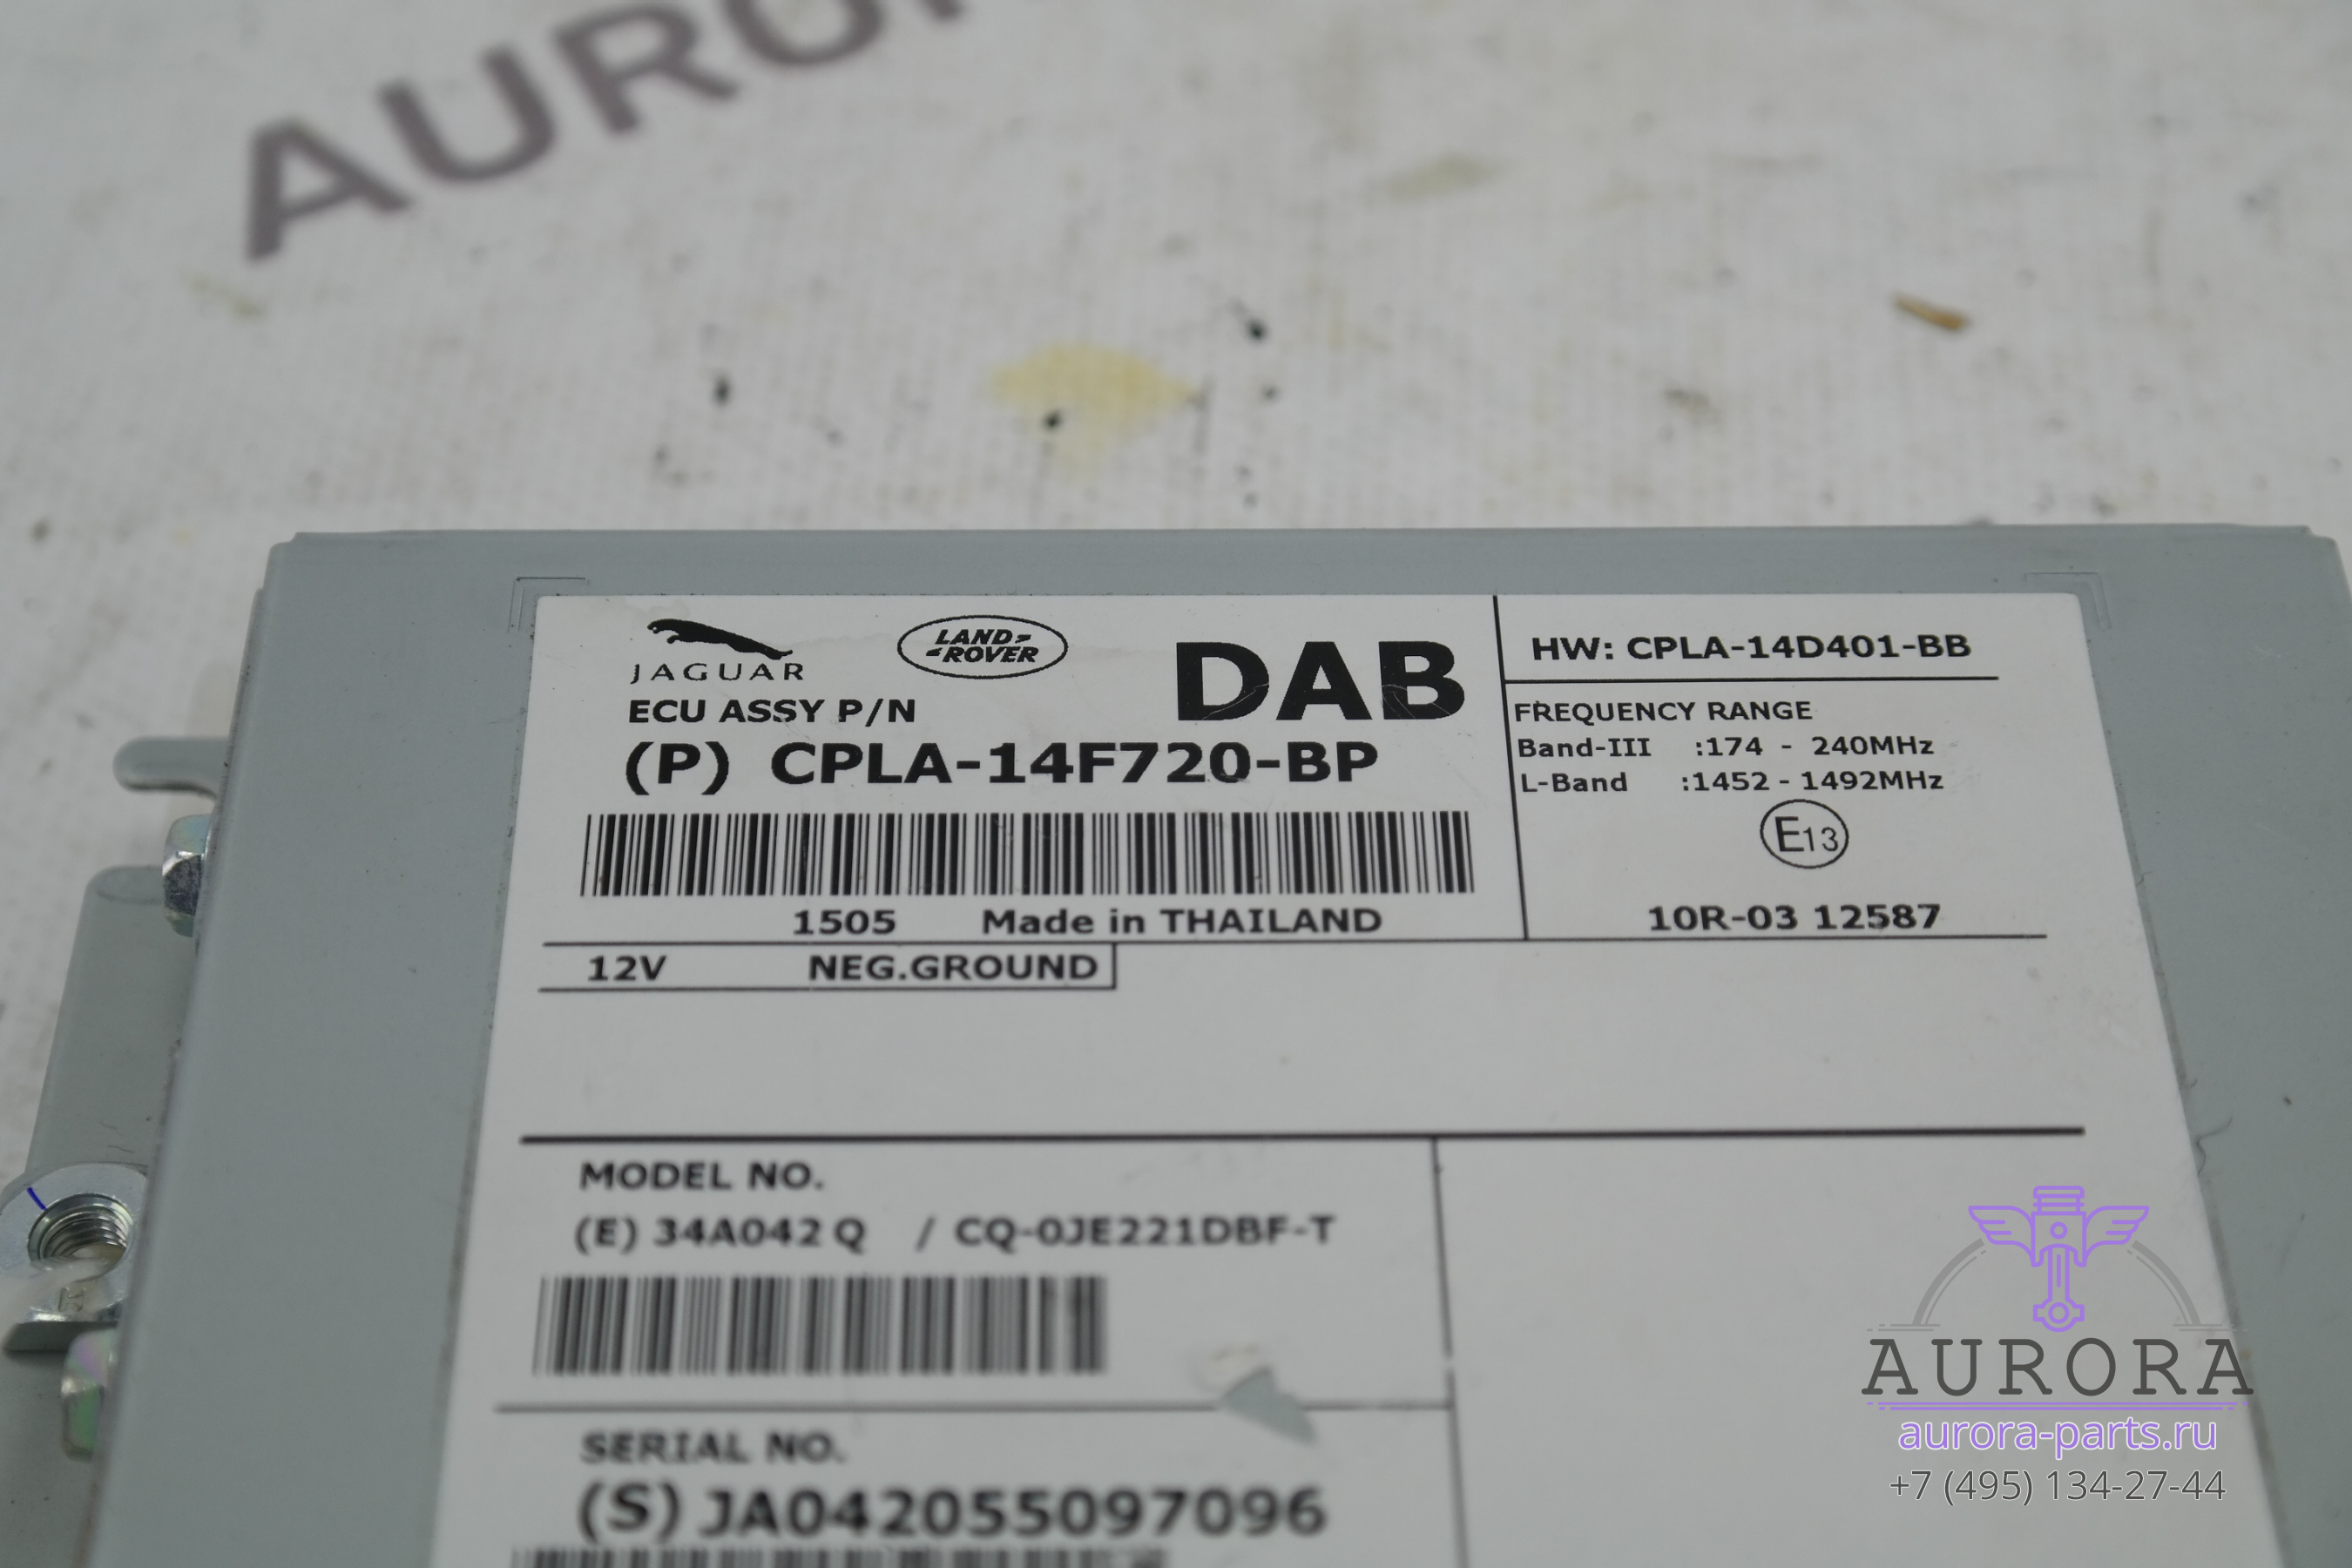 AURO
JAGUAR
LAND-
-ROVER
DAB
ECU ASSY P/N
(P) CPLA-14F720-BP
1505 Made in THAILAND
12V NEG.GROUND
HW: CPLA-14D401-BB
FREQUENCY RANGE
Band-III :174 - 240MHz
L-Band :1452 - 1492MHz
E13
10R-03 12587
MODEL NO.
(E) 34A042 Q / CQ-0JE221DBF-T
SERIAL NO.
(S) JA042055097096
AURORA
aurora-parts.ru
+7 (495) 134-27-44